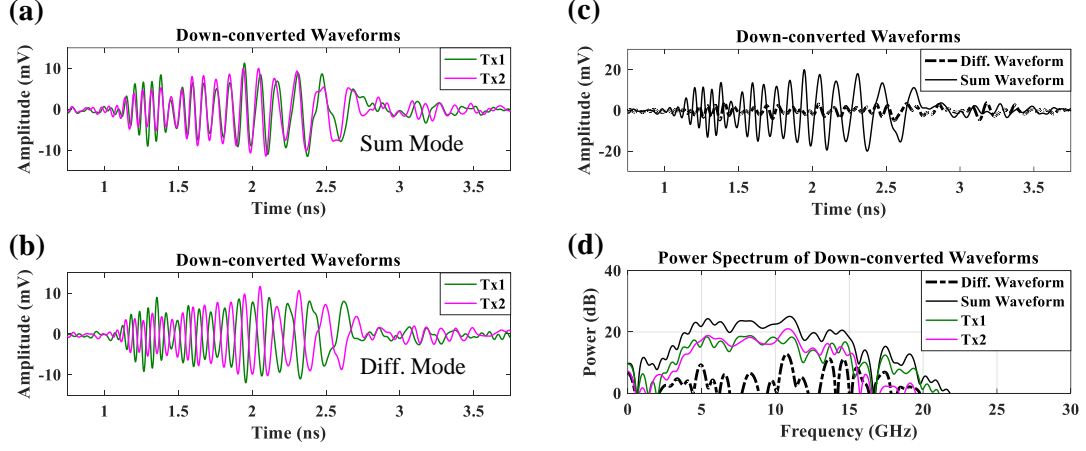 (a)
Down-converted Waveforms
Amplitude (mV)
10
0
-10
Tx1
Tx2
Sum Mode
1 1.5 2 2.5 3 3.5
Time (ns)
(b)
Down-converted Waveforms
Amplitude (mV)
10
0
-10
Tx1
Tx2
Diff. Mode
1 1.5 2 2.5 3 3.5
Time (ns)
(c)
Down-converted Waveforms
Amplitude (mV)
20
0
-20
Diff. Waveform
Sum Waveform
1 1.5 2 2.5 3 3.5
Time (ns)
(d)
Power Spectrum of Down-converted Waveforms
Power (dB)
40
20
0
Diff. Waveform
Sum Waveform
Tx1
Tx2
0 5 10 15 20 25 30
Frequency (GHz)